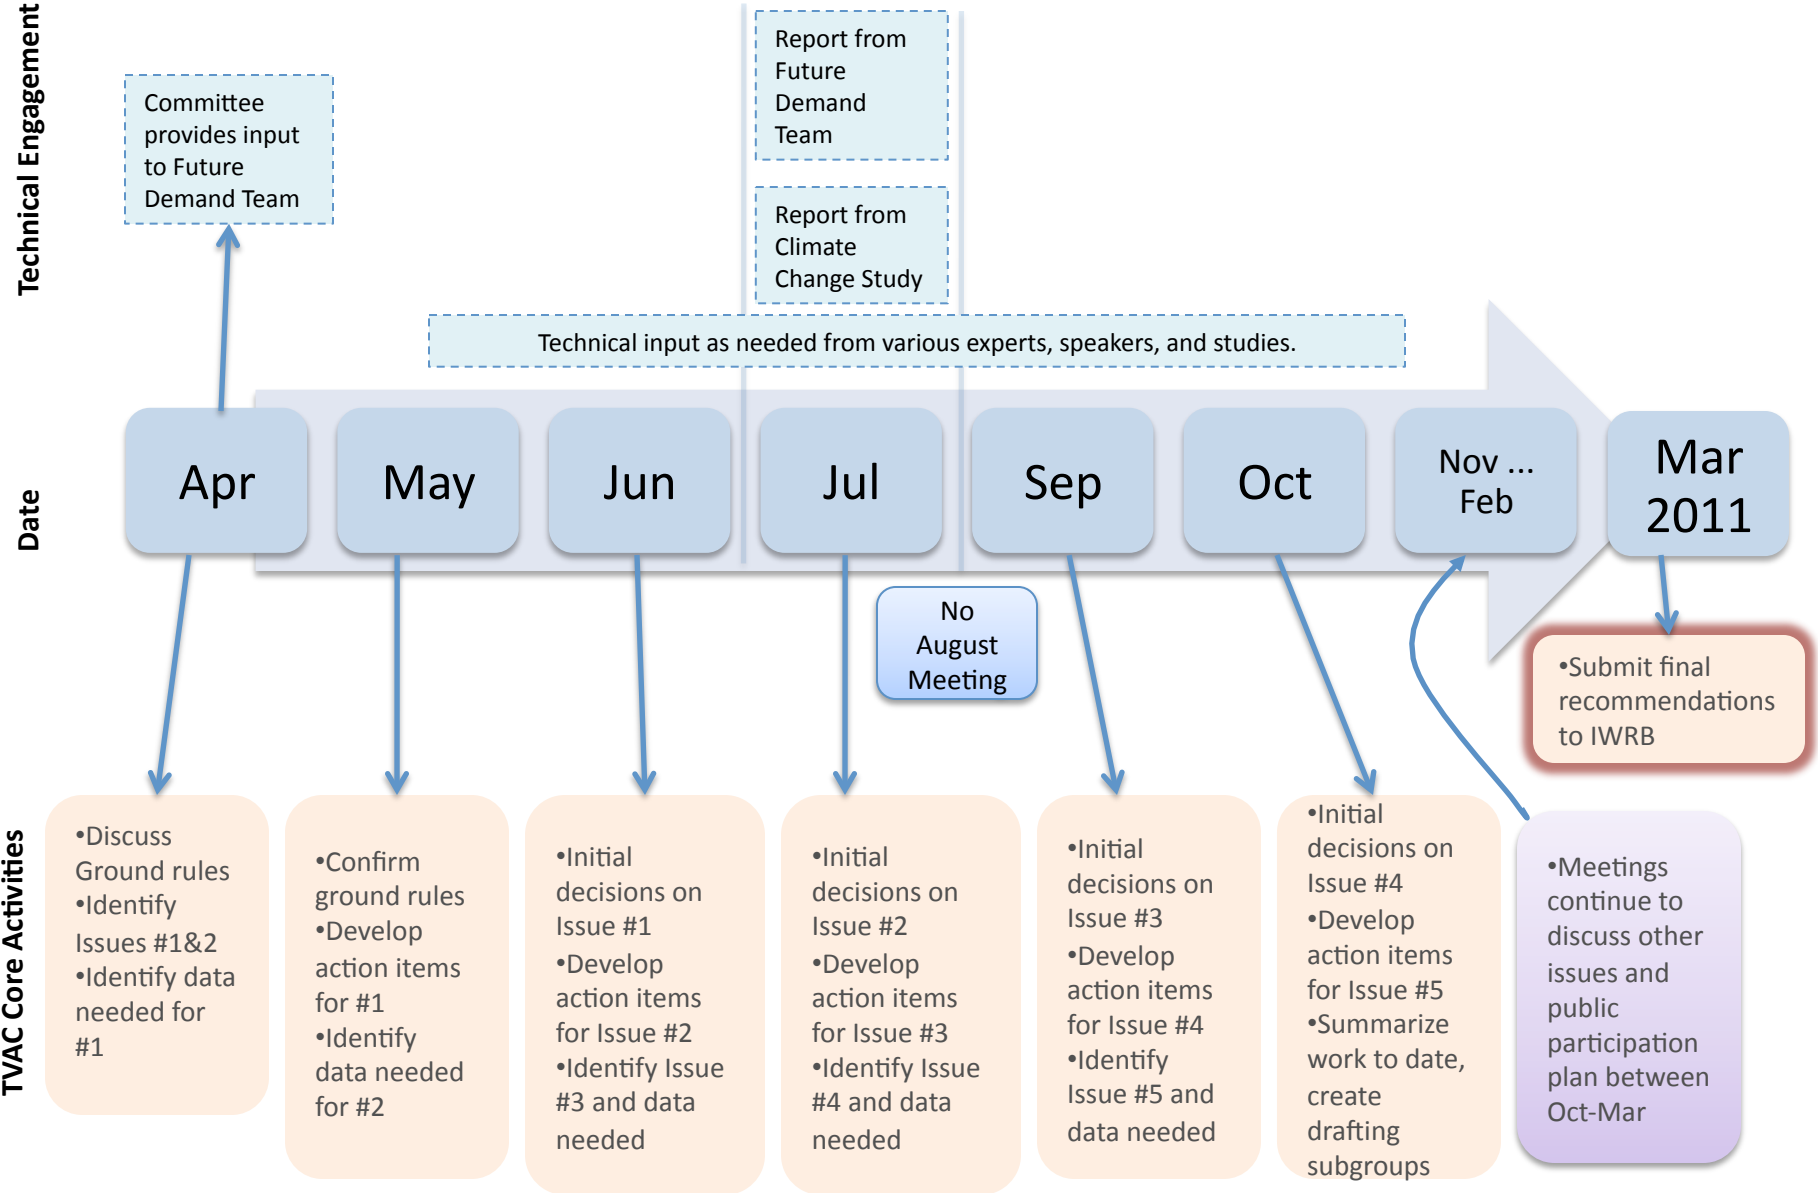 Technical Engagement
Committee
provides input
to Future
Demand Team
Report from
Future
Demand
Team
Report from
Climate
Change Study
Technical input as needed from various experts, speakers, and studies.
Date
Apr
May
Jun
Jul
Sep
Oct
Nov ...
Feb
Mar
2011
No
August
Meeting
•Submit final
recommendations
to IWRB
TVAC Core Activities
•Discuss
Ground rules
•Identify
Issues #1&2
•Identify data
needed for
#1
•Confirm
ground rules
•Develop
action items
for #1
•Identify
data needed
for #2
•Initial
decisions on
Issue #1
•Develop
action items
for Issue #2
•Identify Issue
#3 and data
needed
•Initial
decisions on
Issue #2
•Develop
action items
for Issue #3
•Identify Issue
#4 and data
needed
•Initial
decisions on
Issue #3
•Develop
action items
for Issue #4
•Identify
Issue #5 and
data needed
•Initial
decisions on
Issue #4
•Develop
action items
for Issue #5
•Summarize
work to date,
create
drafting
subgroups
•Meetings
continue to
discuss other
issues and
public
participation
plan between
Oct-Mar